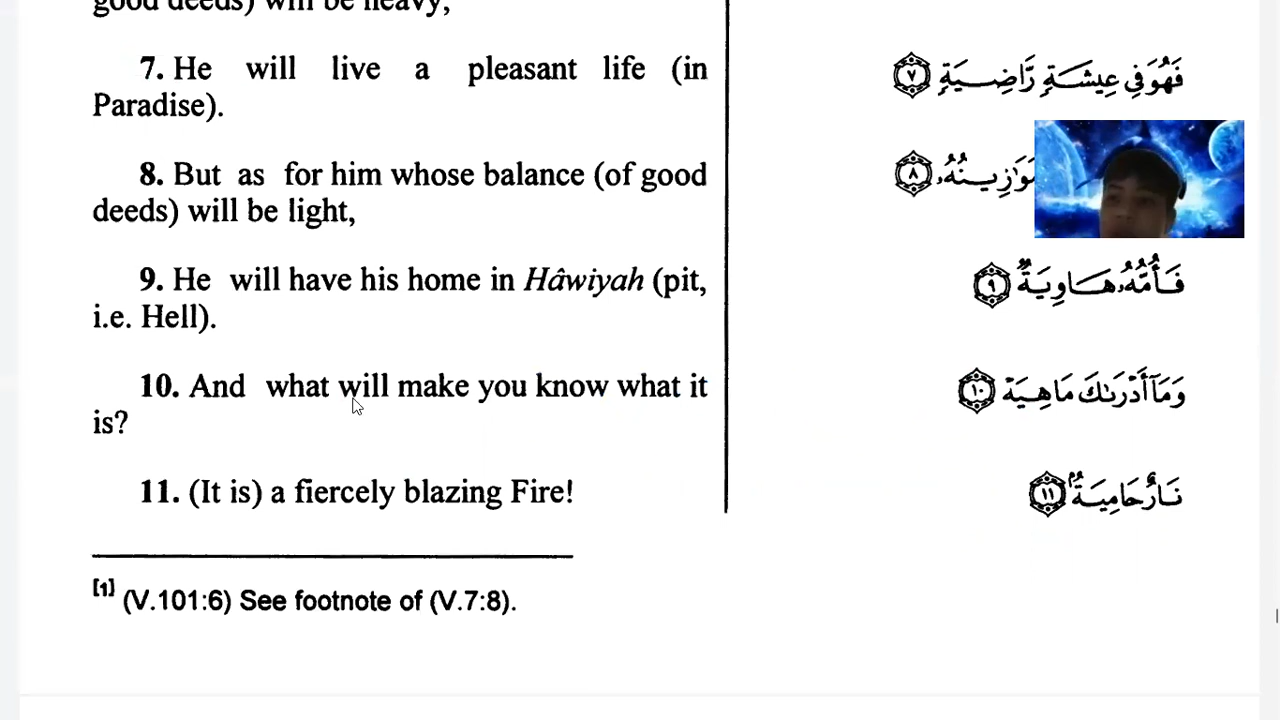 good deeds) will be heavy,
7. He will live a pleasant life (in
Paradise).
فَهُوَ فِي عِيشَةٍ رَّاضِيَةٍ ٧
8. But as for him whose balance (of good
deeds) will be light,
مَوَٰزِينُهُۥ ٨
9. He will have his home in Hâwiyah (pit,
i.e. Hell).
فَأُمُّهُۥ هَاوِيَةٌ ٩
10. And what will make you know what it
is?
وَمَآ أَدْرَىٰكَ مَا هِيَهْ ١٠
11. (It is) a fiercely blazing Fire!
نَارٌ حَامِيَةٌۢ ١١
[1] (V.101:6) See footnote of (V.7:8).